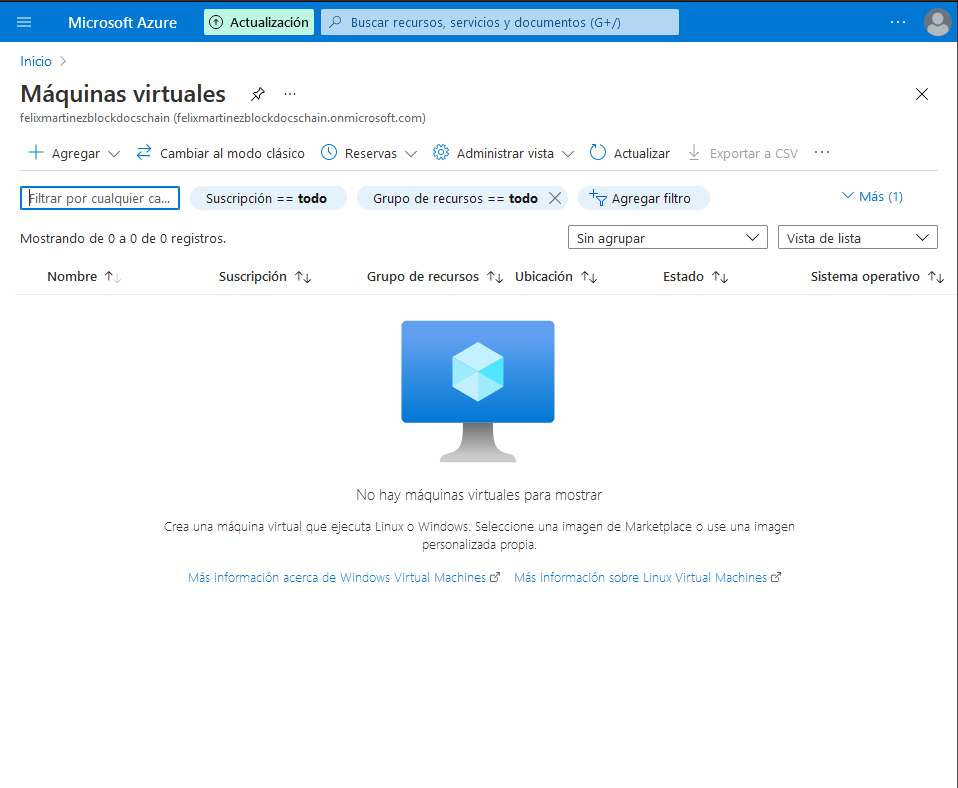 Microsoft Azure Actualización Buscar recursos, servicios y documentos (G+/) ...
Inicio >
Máquinas virtuales ...
felixmartinezblockdocschain (felixmartinezblockdocschain.onmicrosoft.com)
Agregar Cambiar al modo clásico Reservas Administrar vista Actualizar Exportar a CSV ...
Filtrar por cualquier ca... Suscripción == todo Grupo de recursos == todo Agregar filtro Más (1)
Mostrando de 0 a 0 de 0 registros. Sin agrupar Vista de lista
Nombre Suscripción Grupo de recursos Ubicación Estado Sistema operativo
No hay máquinas virtuales para mostrar
Crea una máquina virtual que ejecuta Linux o Windows. Seleccione una imagen de Marketplace o use una imagen
personalizada propia.
Más información acerca de Windows Virtual Machines Más información sobre Linux Virtual Machines